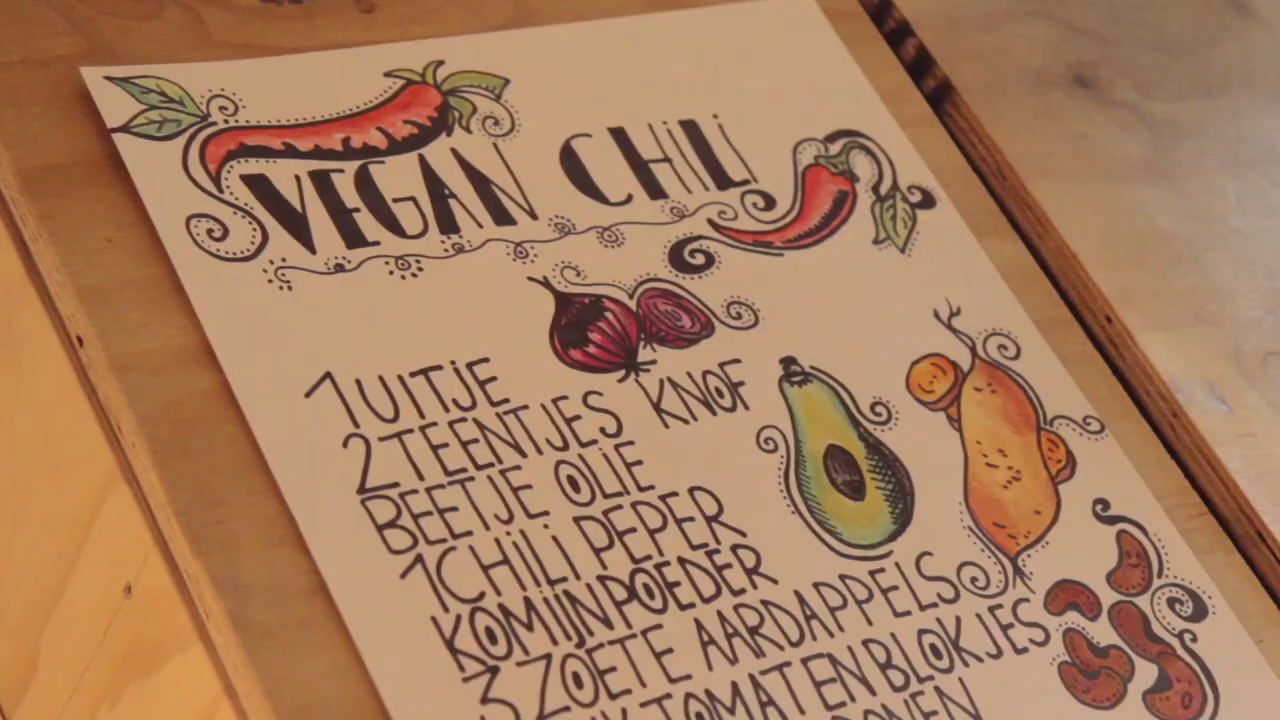 VEGAN CHiLi
1 UiTJE
2 TEENTJES KNOF
BEETJE OLiE
1 CHiLi PEPER
KOMIJNPOEDER
3 ZOETE AARDAPPELS
TOMATENBLOKJES